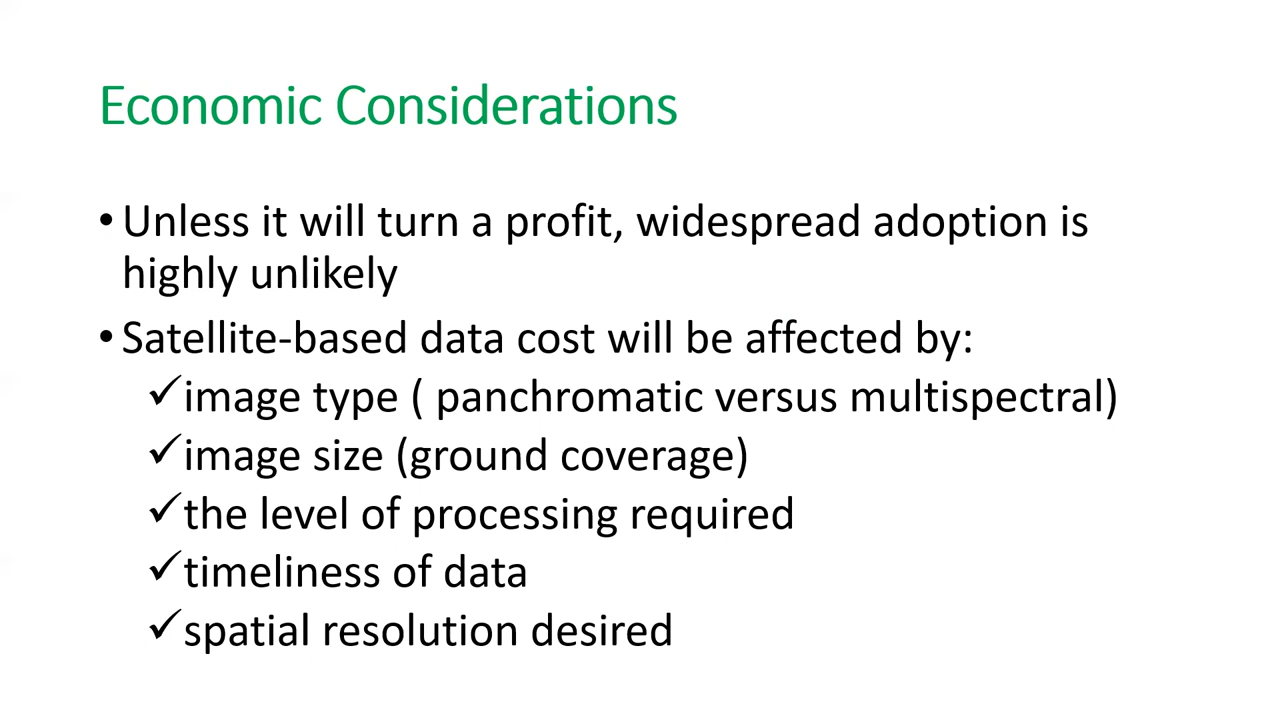 Economic Considerations
•Unless it will turn a profit, widespread adoption is
highly unlikely
•Satellite-based data cost will be affected by:
✓image type ( panchromatic versus multispectral)
✓image size (ground coverage)
✓the level of processing required
✓timeliness of data
✓spatial resolution desired